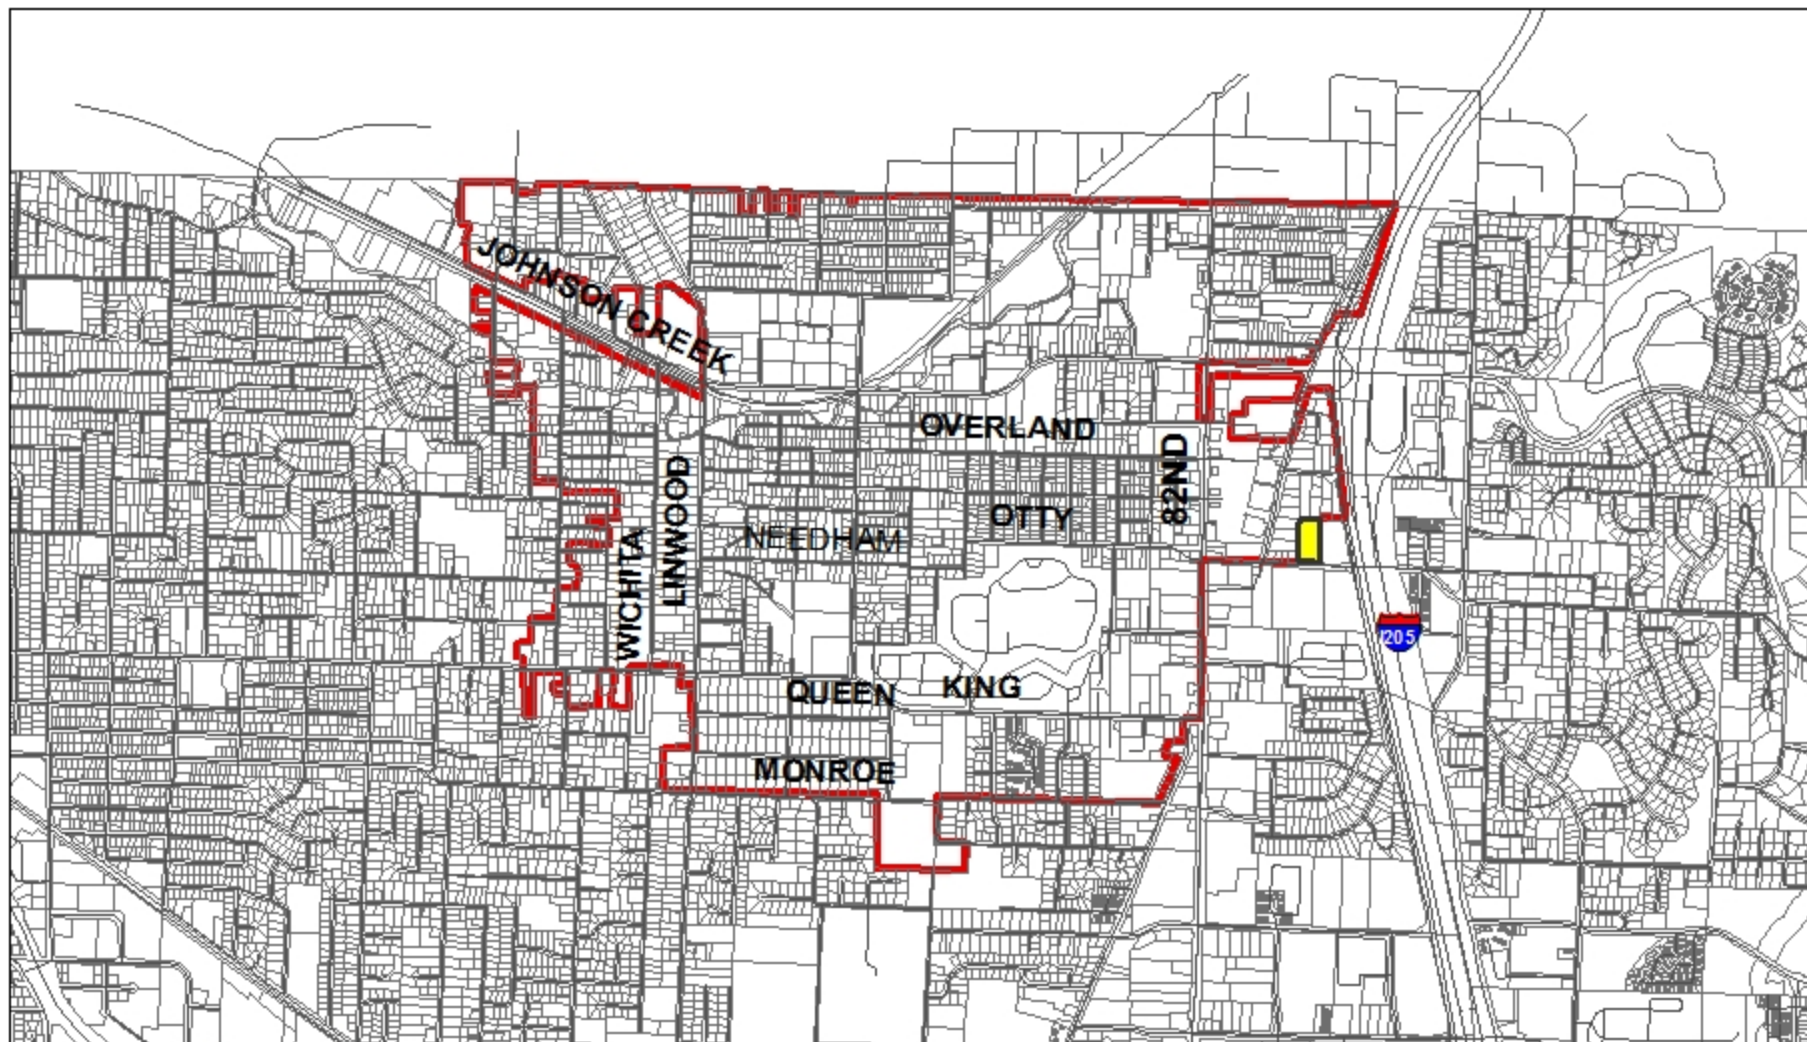 JOHNSON CREEK
OVERLAND
82ND
LINWOOD
WICHITA
NEEDHAM
OTTY
205
QUEEN
KING
MONROE